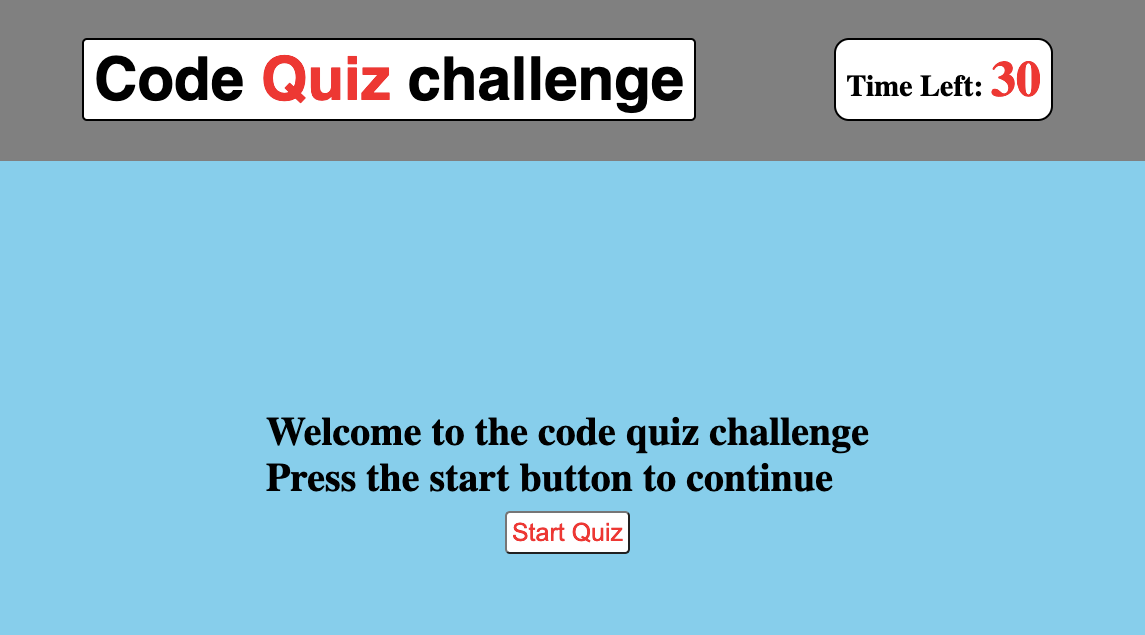 Code Quiz challenge
Time Left: 30
Welcome to the code quiz challenge
Press the start button to continue
Start Quiz